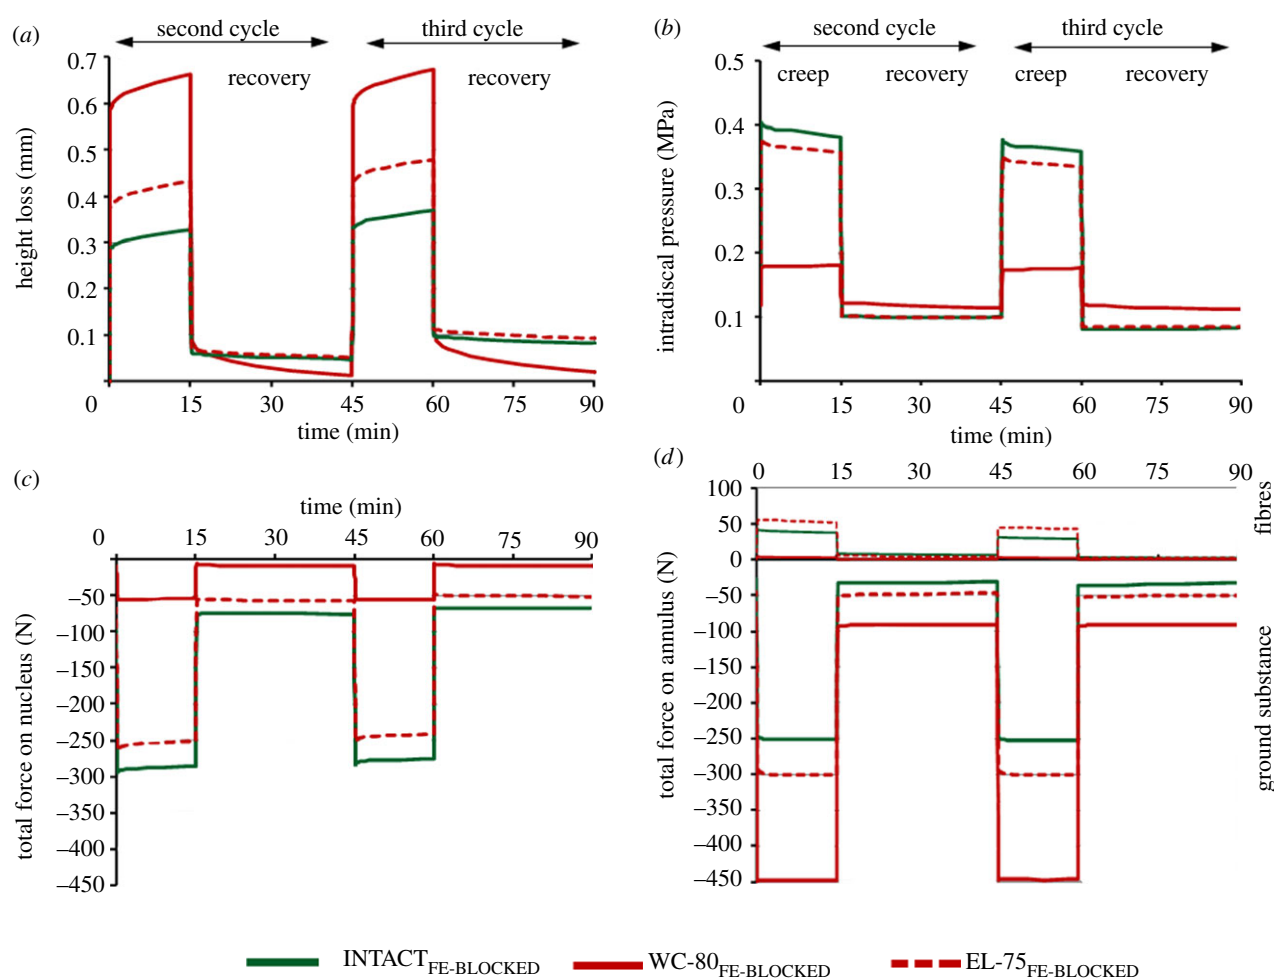 (a)
second cycle
third cycle
recovery
recovery
height loss (mm)
0.7
0.6
0.5
0.4
0.3
0.2
0.1
0 15 30 45 60 75 90
time (min)
(b)
second cycle
third cycle
creep recovery creep recovery
intradiscal pressure (MPa)
0.5
0.4
0.3
0.2
0.1
0 15 30 45 60 75 90
time (min)
(c)
time (min)
0 15 30 45 60 75 90
total force on nucleus (N)
–50
–100
–150
–200
–250
–300
–350
–400
–450
(d)
0 15 30 45 60 75 90
total force on annulus (N)
100
50
0
–50
–100
–150
–200
–250
–300
–350
–400
–450
fibres
ground substance
INTACT FE-BLOCKED WC-80 FE-BLOCKED EL-75 FE-BLOCKED